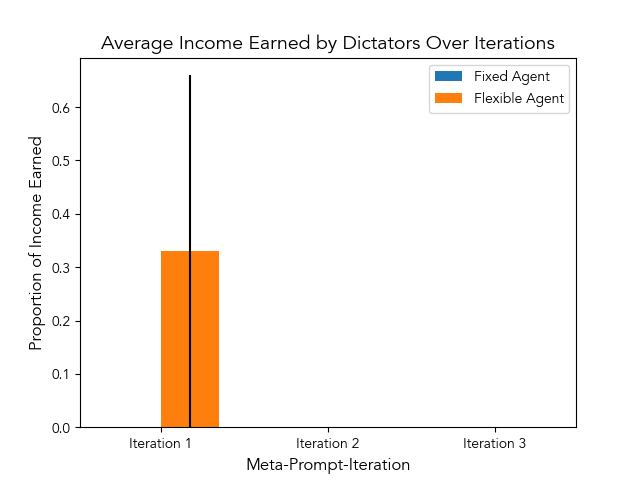 Average Income Earned by Dictators Over Iterations
Fixed Agent
Flexible Agent
Proportion of Income Earned
0.6
0.5
0.4
0.3
0.2
0.1
0.0
Iteration 1
Iteration 2
Iteration 3
Meta-Prompt-Iteration